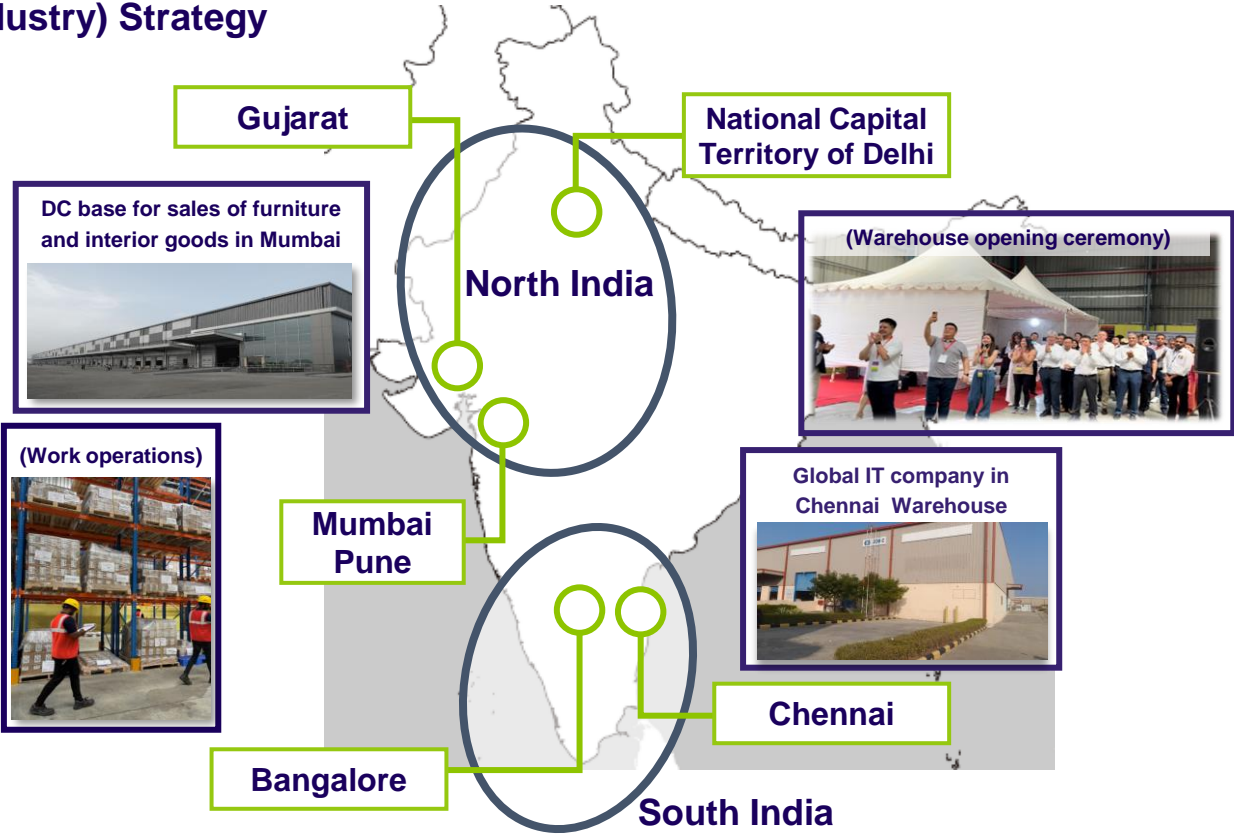 lustry) Strategy
Gujarat
National Capital
Territory of Delhi
DC base for sales of furniture
and interior goods in Mumbai
(Warehouse opening ceremony)
North India
(Work operations)
Mumbai
Pune
Global IT company in
Chennai Warehouse
Chennai
Bangalore
South India